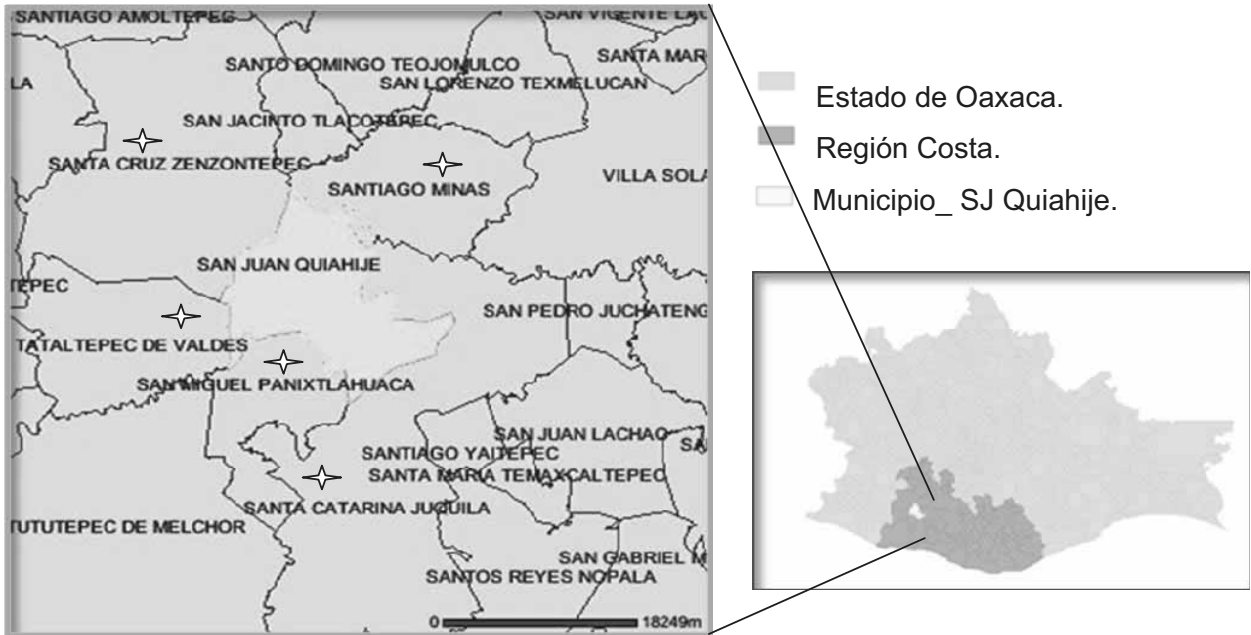 SANTIAGO AMOLTEPEC
SAN VICENTE LAC
SANTO DOMINGO TEOJOMULCO
SANTA MAR
LA
SAN LORENZO TEXMELUCAN
SAN JACINTO TLACOTEPEC
SANTA CRUZ ZENZONTEPEC
VILLA SOLA
SANTIAGO MINAS
SAN JUAN QUIAHIJE
TEPEC
SAN PEDRO JUCHATENG
TATALTEPEC DE VALDES
SAN MIGUEL PANIXTLAHUACA
SAN JUAN LACHAO
SA
SANTIAGO YAITEPEC
SANTA MARIA TEMAXCALTEPEC
SANTA CATARINA JUQUILA
TUTUTEPEC DE MELCHOR
SAN GABRIEL M
SANTOS REYES NOPALA
0 18249m
Estado de Oaxaca.
Región Costa.
Municipio_ SJ Quiahije.